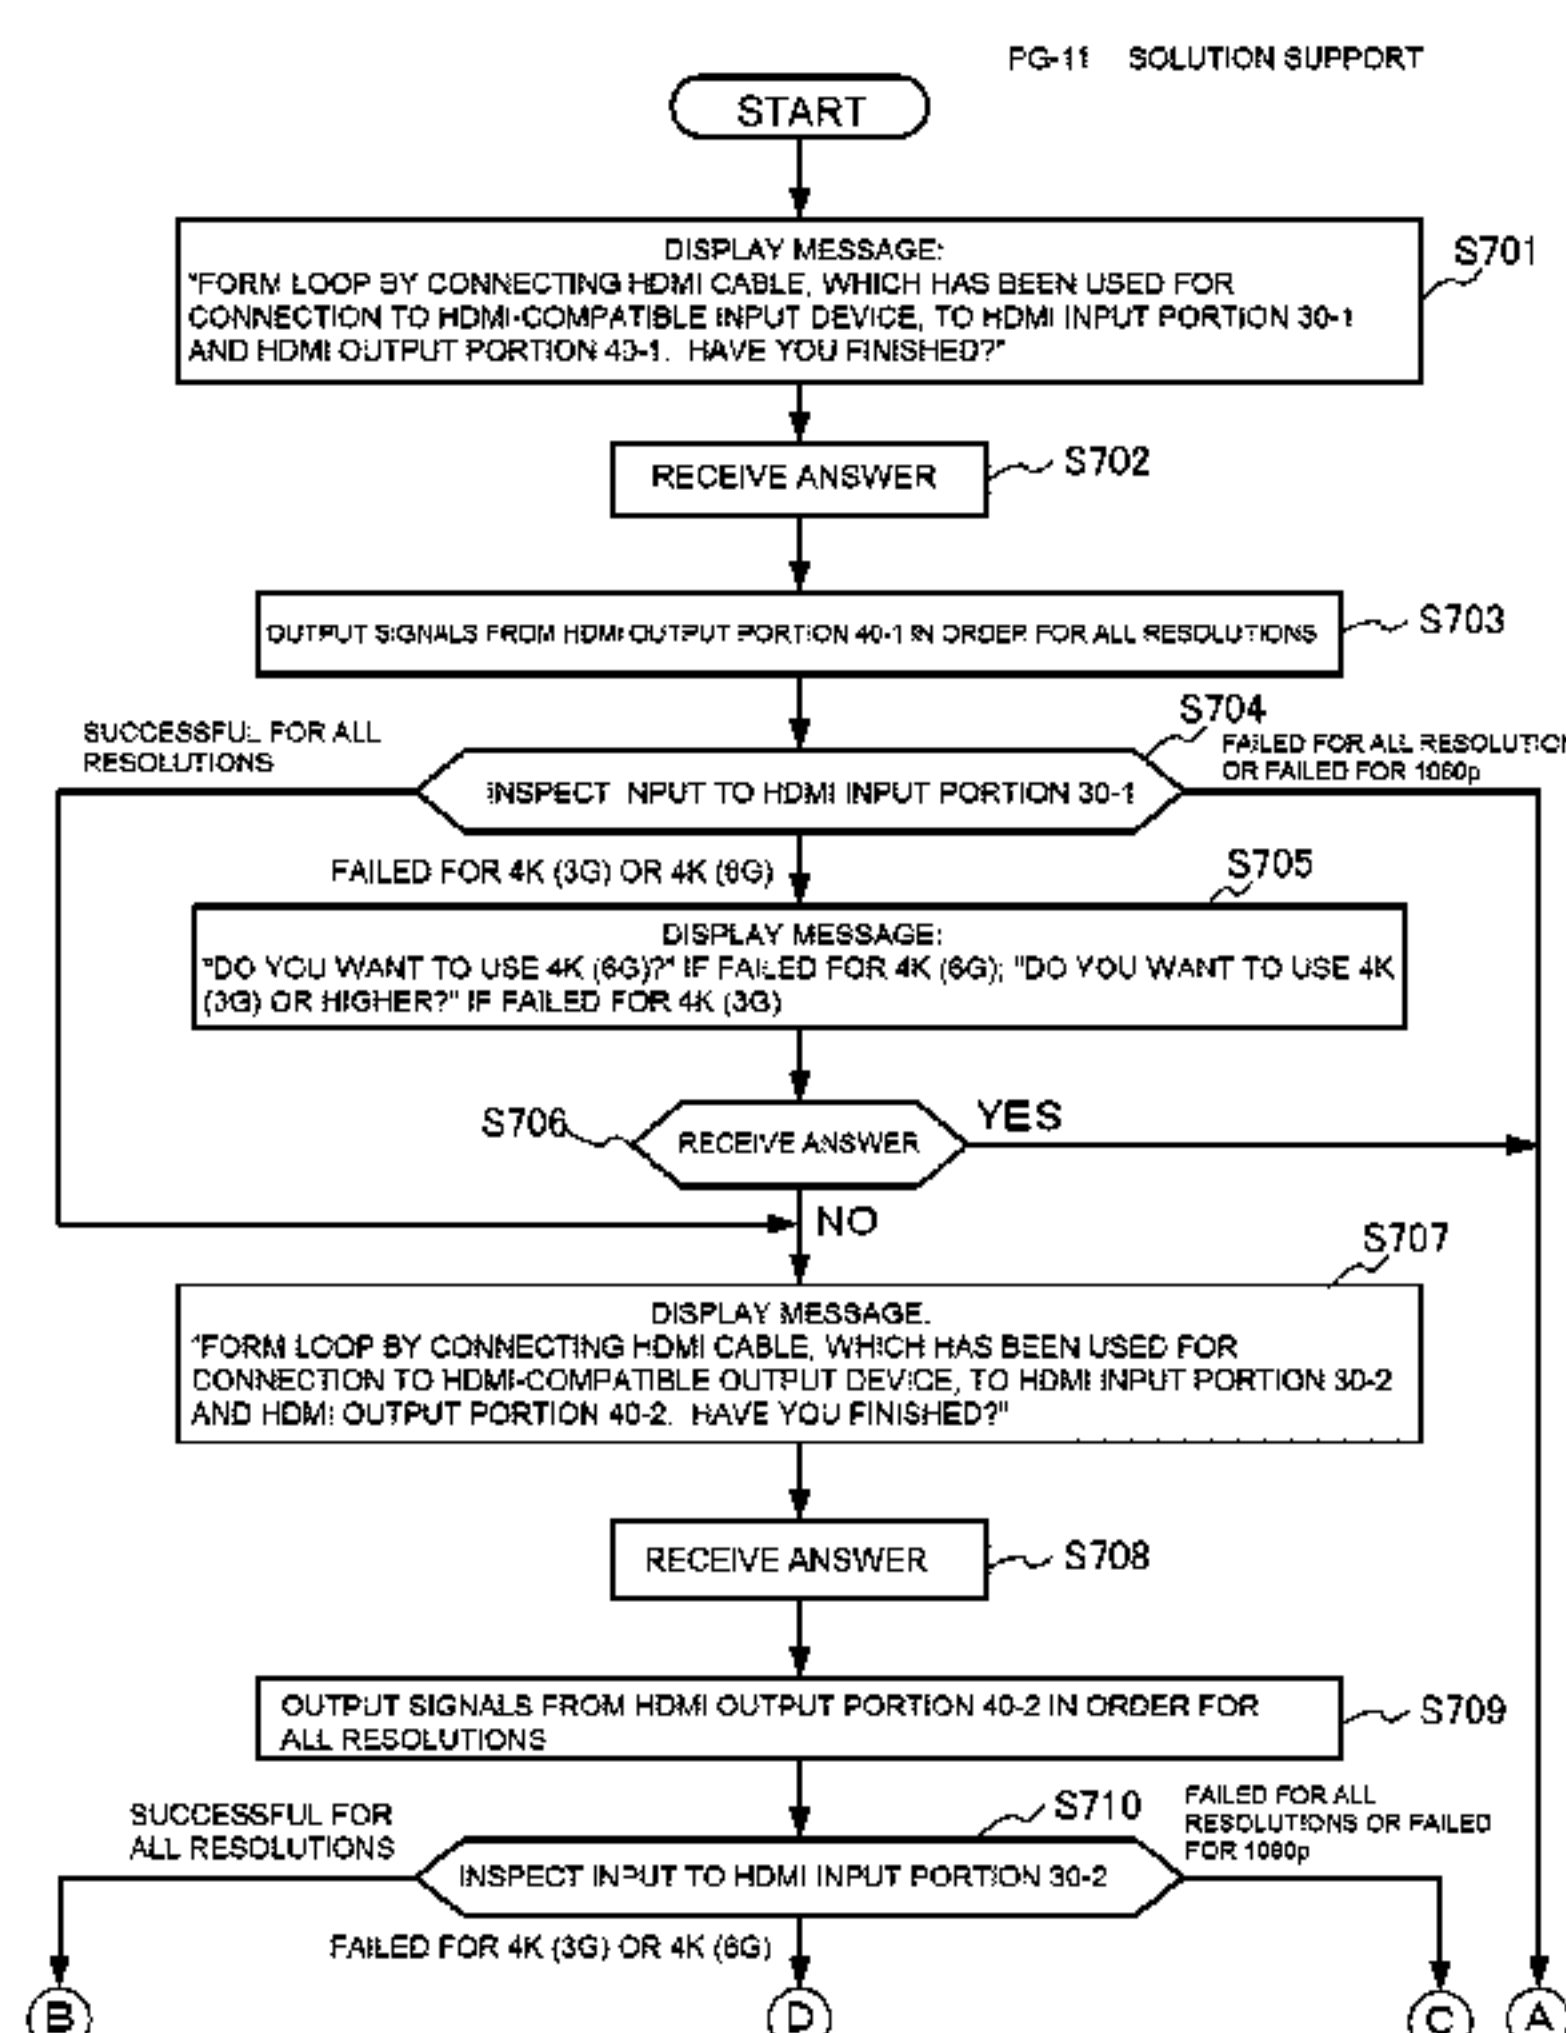 PG-11 SOLUTION SUPPORT
START
DISPLAY MESSAGE:
"FORM LOOP BY CONNECTING HDMI CABLE, WHICH HAS BEEN USED FOR
CONNECTION TO HDMI-COMPATIBLE INPUT DEVICE, TO HDMI INPUT PORTION 30-1
AND HDMI OUTPUT PORTION 40-1. HAVE YOU FINISHED?"
S701
RECEIVE ANSWER
S702
OUTPUT SIGNALS FROM HDMI OUTPUT PORTION 40-1 IN ORDER FOR ALL RESOLUTIONS
S703
S704
SUCCESSFUL FOR ALL
RESOLUTIONS
FAILED FOR ALL RESOLUTION
OR FAILED FOR 1080p
INSPECT INPUT TO HDMI INPUT PORTION 30-1
FAILED FOR 4K (3G) OR 4K (6G)
S705
DISPLAY MESSAGE:
"DO YOU WANT TO USE 4K (6G)?" IF FAILED FOR 4K (6G); "DO YOU WANT TO USE 4K
(3G) OR HIGHER?" IF FAILED FOR 4K (3G)
S706
RECEIVE ANSWER
YES
NO
S707
DISPLAY MESSAGE:
"FORM LOOP BY CONNECTING HDMI CABLE, WHICH HAS BEEN USED FOR
CONNECTION TO HDMI-COMPATIBLE OUTPUT DEVICE, TO HDMI INPUT PORTION 30-2
AND HDMI OUTPUT PORTION 40-2. HAVE YOU FINISHED?"
RECEIVE ANSWER
S708
OUTPUT SIGNALS FROM HDMI OUTPUT PORTION 40-2 IN ORDER FOR
ALL RESOLUTIONS
S709
SUCCESSFUL FOR
ALL RESOLUTIONS
S710
FAILED FOR ALL
RESOLUTIONS OR FAILED
FOR 1080p
INSPECT INPUT TO HDMI INPUT PORTION 30-2
FAILED FOR 4K (3G) OR 4K (6G)
B
D
C
A